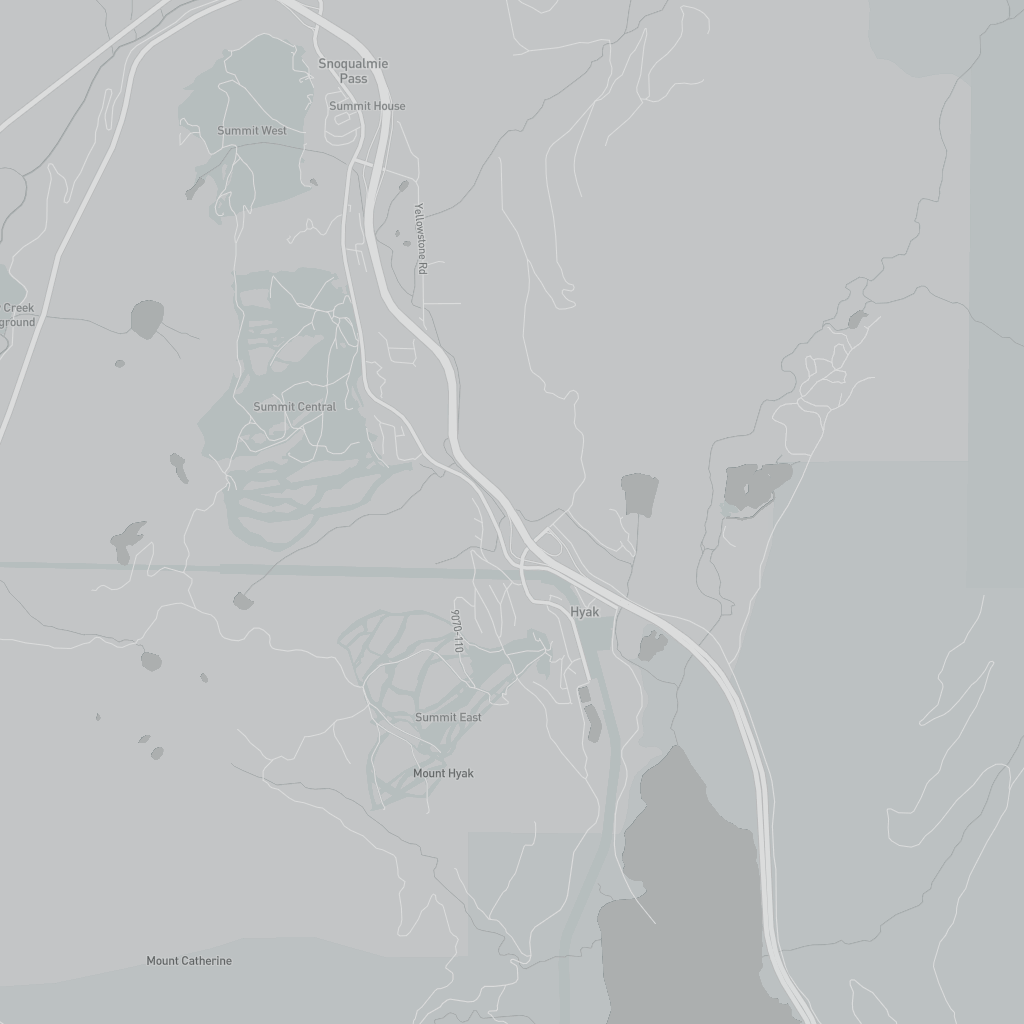 Snoqualmie
Pass
Summit House
Summit West
Yellowstone Rd
Creek
ground
Summit Central
Hyak
9070-110
Summit East
Mount Hyak
Mount Catherine